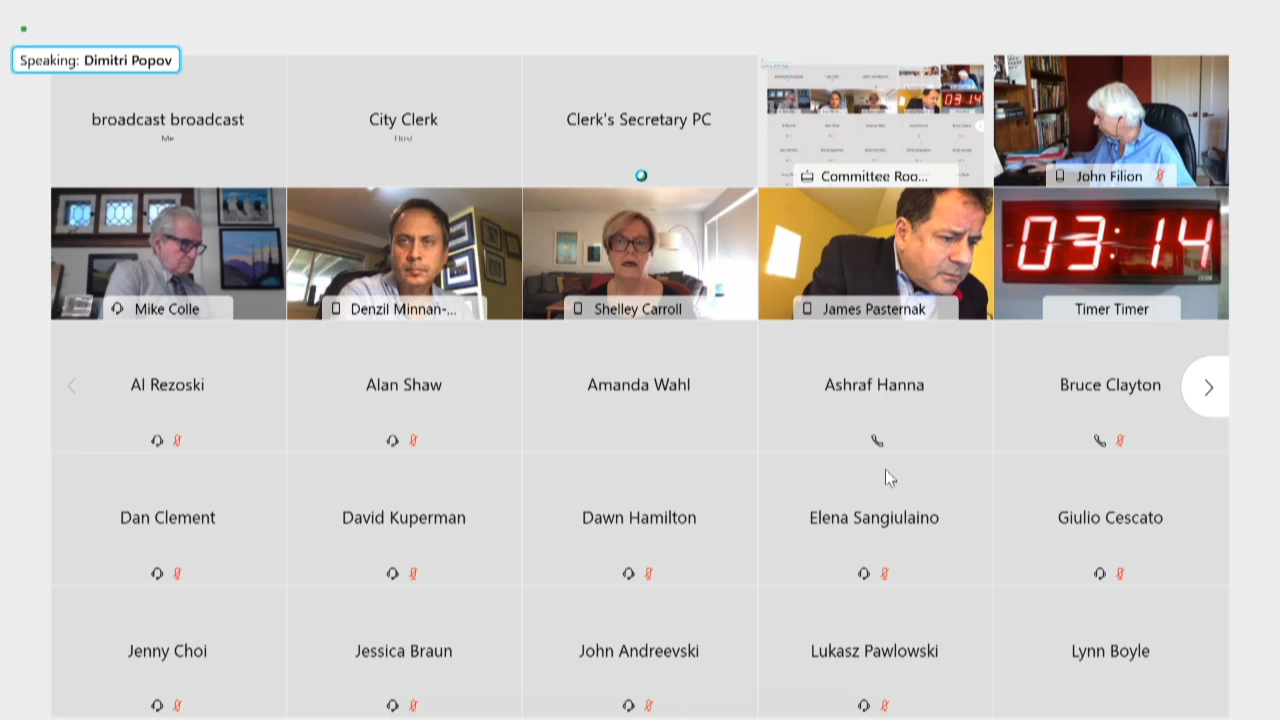 Speaking: Dimitri Popov
broadcast broadcast
Me
City Clerk
Host
Clerk's Secretary PC
Committee Roo...
John Filion
Mike Colle
Denzil Minnan-...
Shelley Carroll
James Pasternak
03:14
Timer Timer
Al Rezoski
Alan Shaw
Amanda Wahl
Ashraf Hanna
Bruce Clayton
Dan Clement
David Kuperman
Dawn Hamilton
Elena Sangiulaino
Giulio Cescato
Jenny Choi
Jessica Braun
John Andreevski
Lukasz Pawlowski
Lynn Boyle